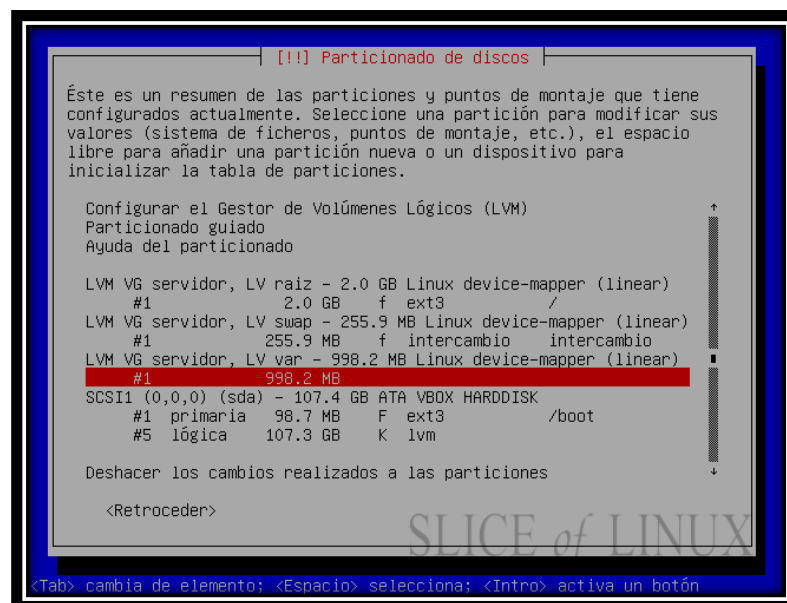 [!!] Particionado de discos
Éste es un resumen de las particiones y puntos de montaje que tiene
configurados actualmente. Seleccione una partición para modificar sus
valores (sistema de ficheros, puntos de montaje, etc.), el espacio
libre para añadir una partición nueva o un dispositivo para
inicializar la tabla de particiones.
Configurar el Gestor de Volúmenes Lógicos (LVM)
Particionado guiado
Ayuda del particionado
LVM VG servidor, LV raiz – 2.0 GB Linux device-mapper (linear)
#1 2.0 GB f ext3 /
LVM VG servidor, LV swap – 255.9 MB Linux device-mapper (linear)
#1 255.9 MB f intercambio intercambio
LVM VG servidor, LV var – 998.2 MB Linux device-mapper (linear)
#1 998.2 MB
SCSI1 (0,0,0) (sda) – 107.4 GB ATA VBOX HARDDISK
#1 primaria 98.7 MB F ext3 /boot
#5 lógica 107.3 GB K lvm
Deshacer los cambios realizados a las particiones
<Retroceder>
SLICE of LINUX
<Tab> cambia de elemento; <Espacio> selecciona; <Intro> activa un botón